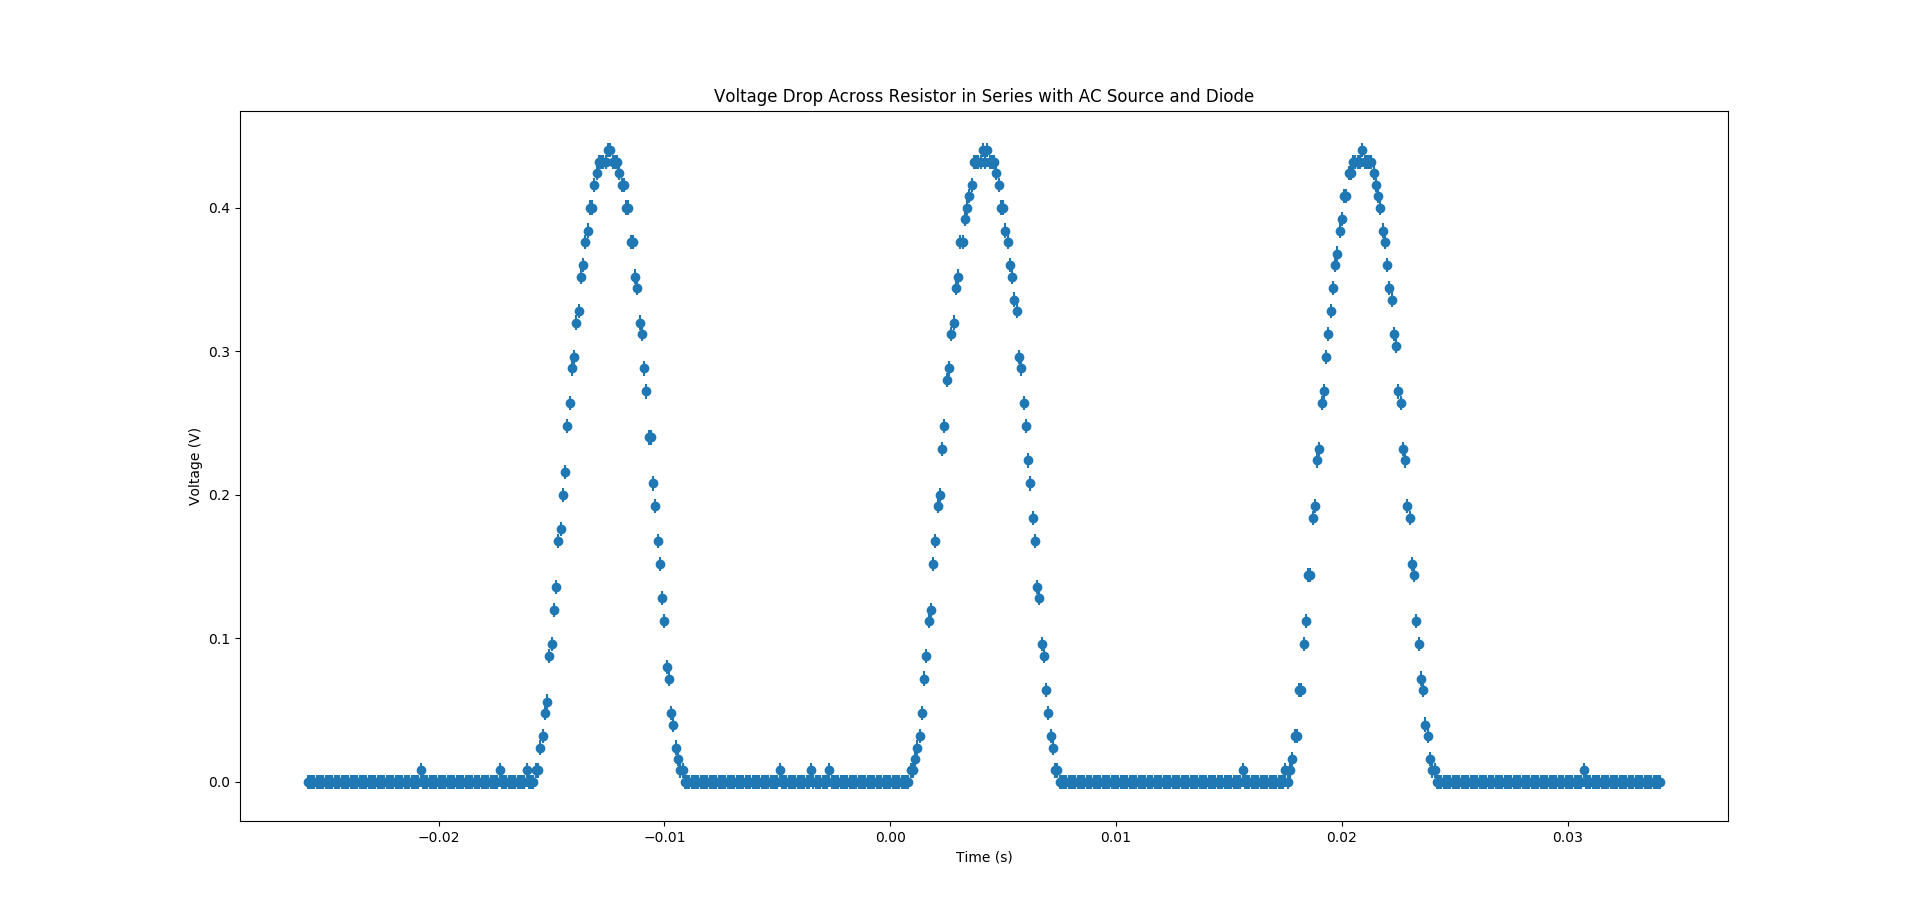 Voltage Drop Across Resistor in Series with AC Source and Diode
0.4
0.3
0.2
0.1
0.0
Voltage (V)
−0.02 −0.01 0.00 0.01 0.02 0.03
Time (s)